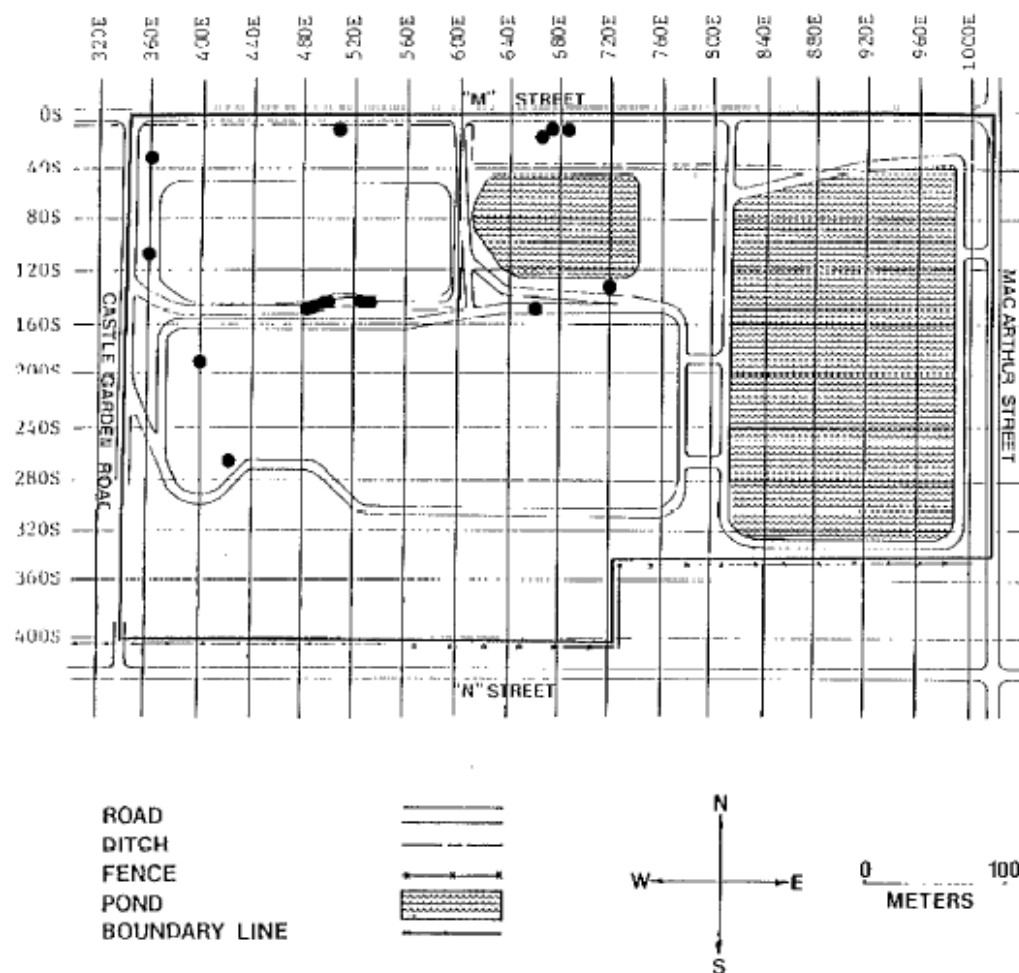 320E 360E 400E 440E 480E 520E 560E 600E 640E 680E 720E 760E 800E 840E 880E 920E 960E 1000E
"M" STREET
0S
40S
80S
120S
160S
200S
240S
280S
320S
360S
400S
CASTLE GARDEN ROAD
MAC ARTHUR STREET
"N" STREET
ROAD
DITCH
FENCE
POND
BOUNDARY LINE
N
W E
S
0 100
METERS